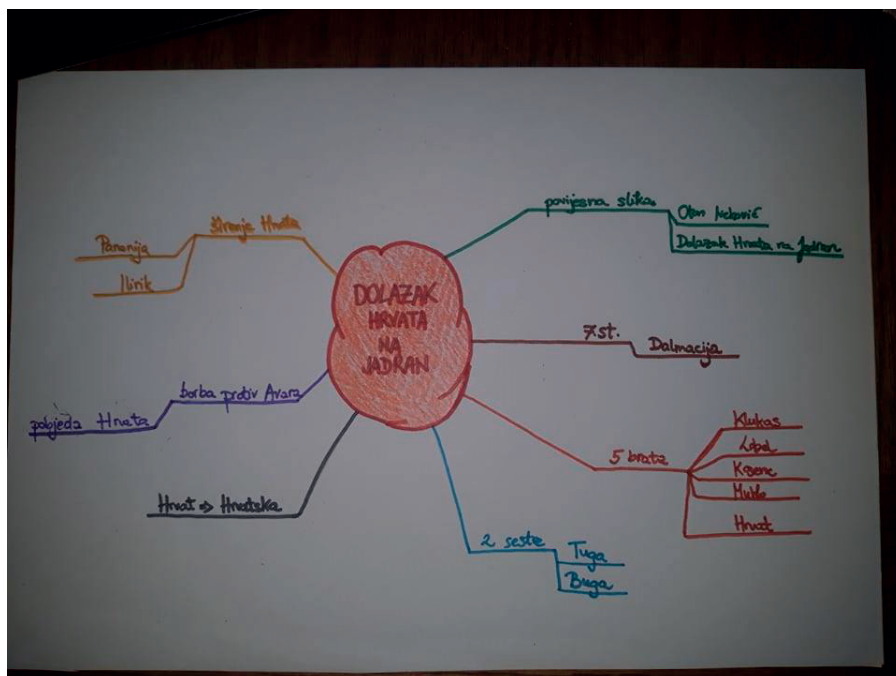 DOLAZAK
HRVATA
NA
JADRAN
povijesna slika
Oton Iveković
Dolazak Hrvata na Jadran
7.st.
Dalmacija
5 brata
Klukas
Lobel
Kosenc
Muhlo
Hrvat
2 sestre
Tuga
Buga
Hrvat => Hrvatska
borba protiv Avara
pobjeda Hrvata
širenje Hrvata
Panonija
Ilirik